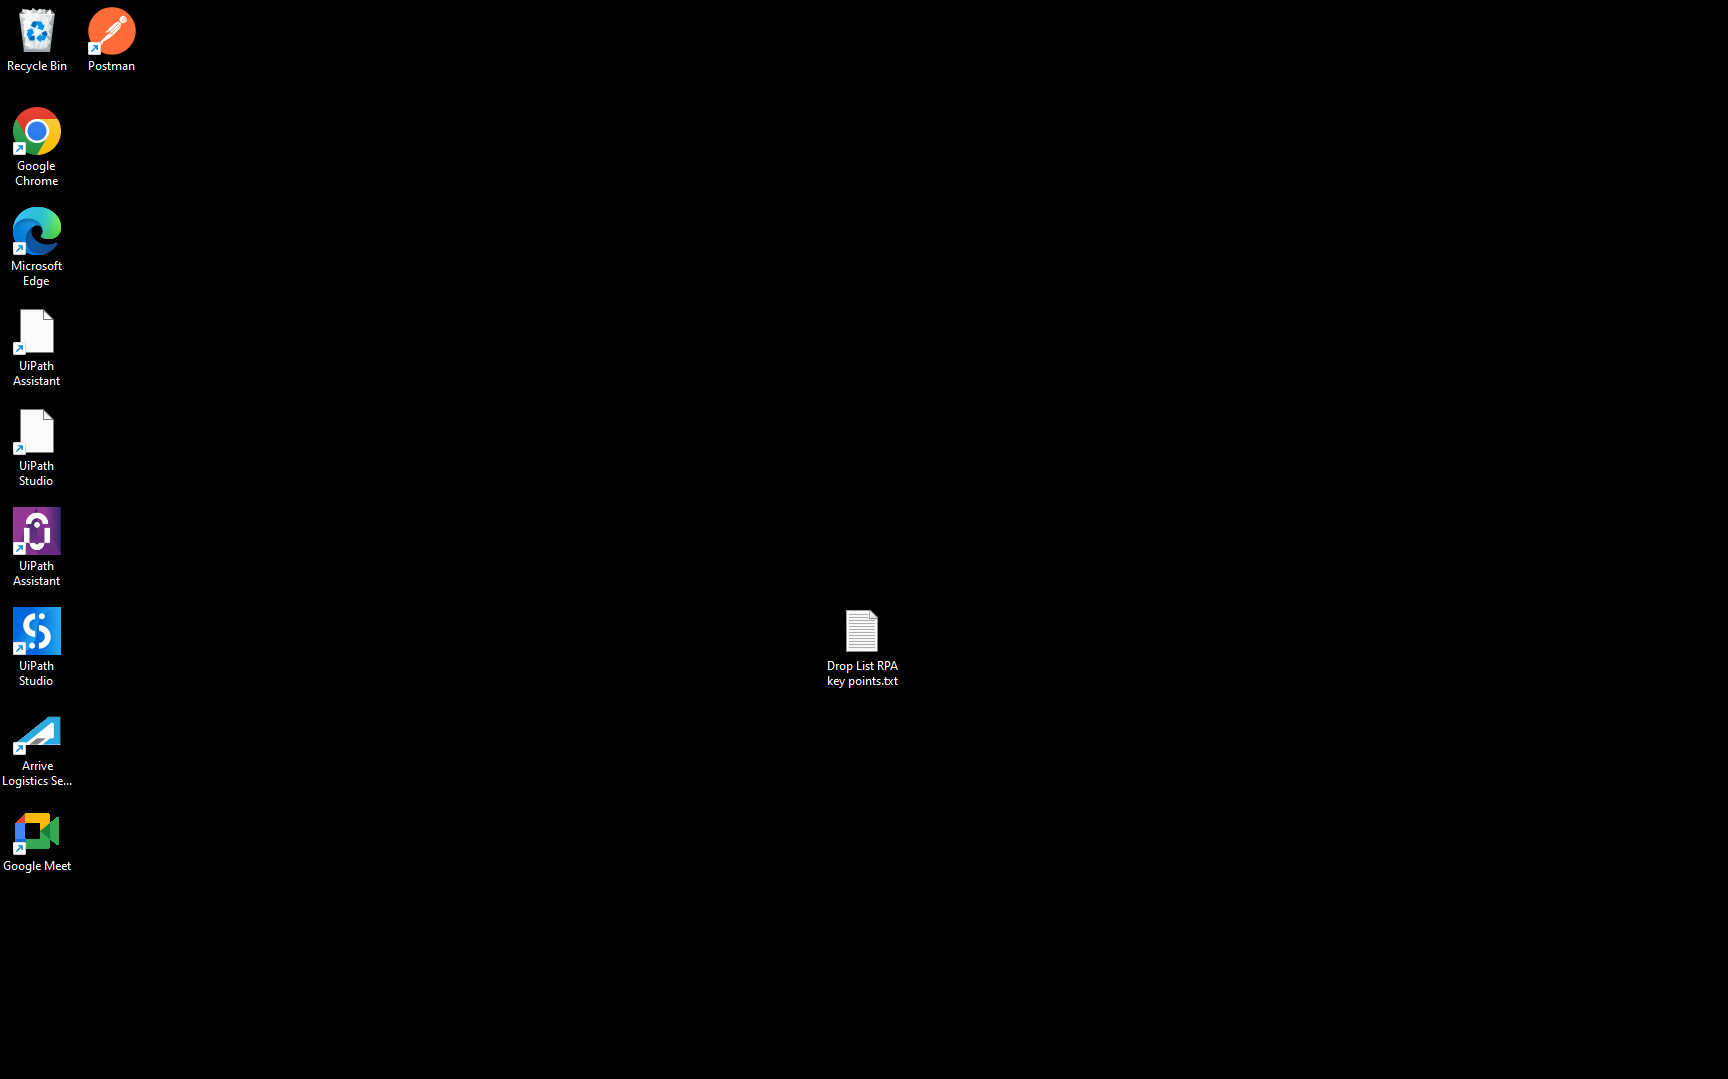 Recycle Bin
Postman
Google
Chrome
Microsoft
Edge
UiPath
Assistant
UiPath
Studio
UiPath
Assistant
UiPath
Studio
Arrive
Logistics Se...
Google Meet
Drop List RPA
key points.txt